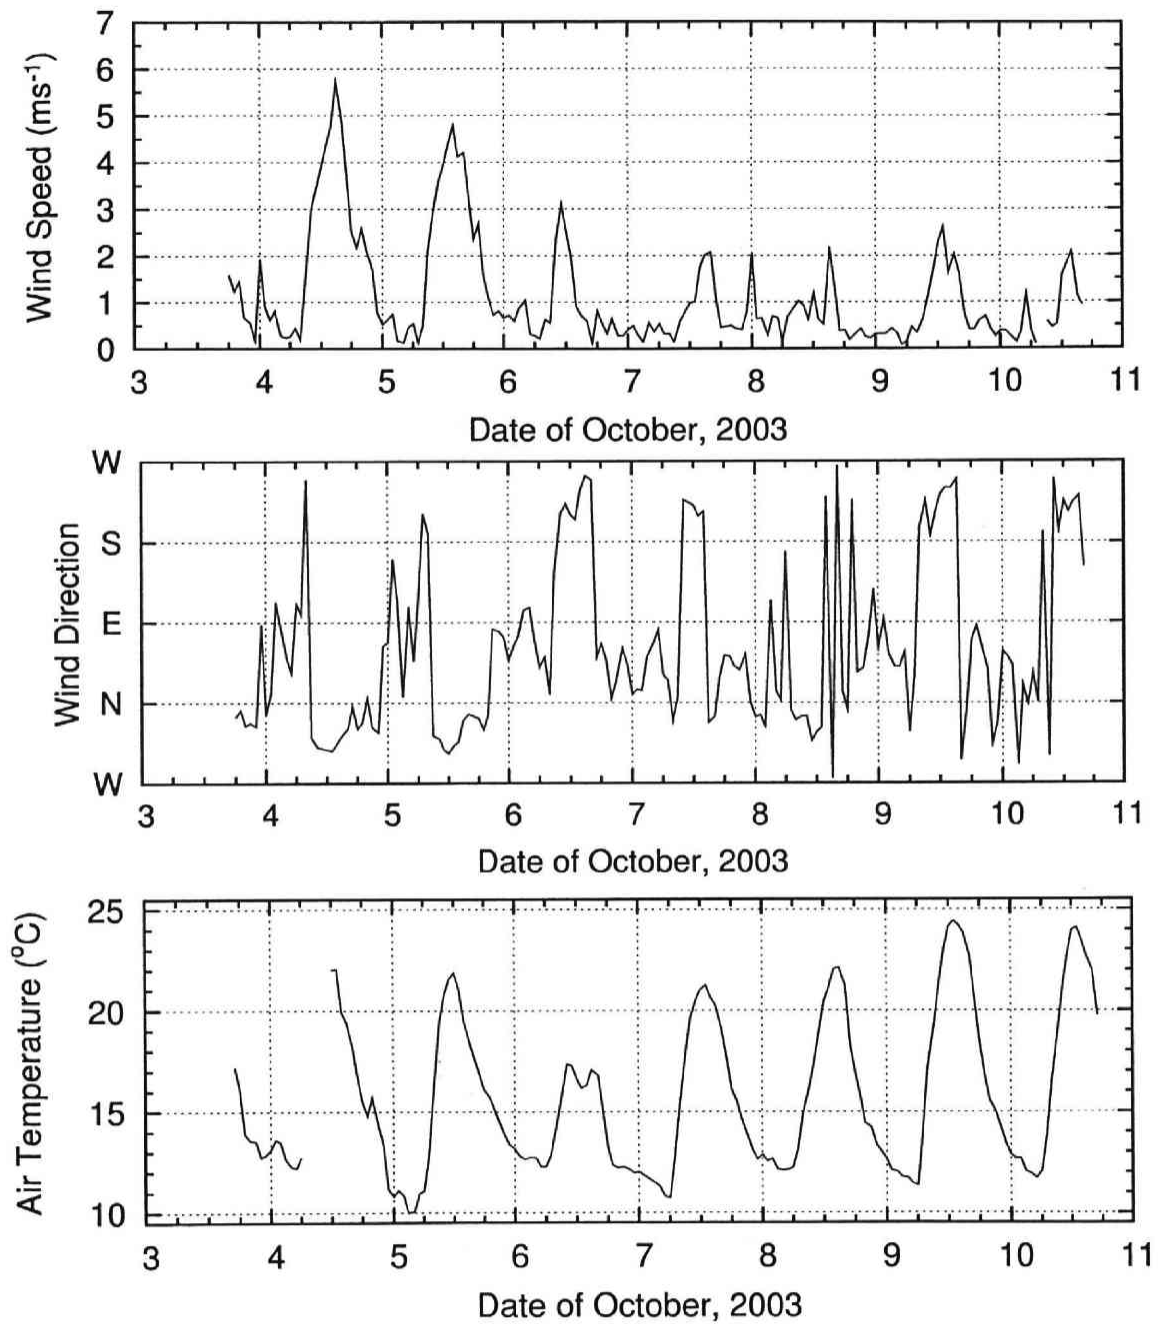 Wind Speed (ms-1)
7
6
5
4
3
2
1
0
3 4 5 6 7 8 9 10 11
Date of October, 2003
Wind Direction
W
S
E
N
W
3 4 5 6 7 8 9 10 11
Date of October, 2003
Air Temperature (oC)
25
20
15
10
3 4 5 6 7 8 9 10 11
Date of October, 2003